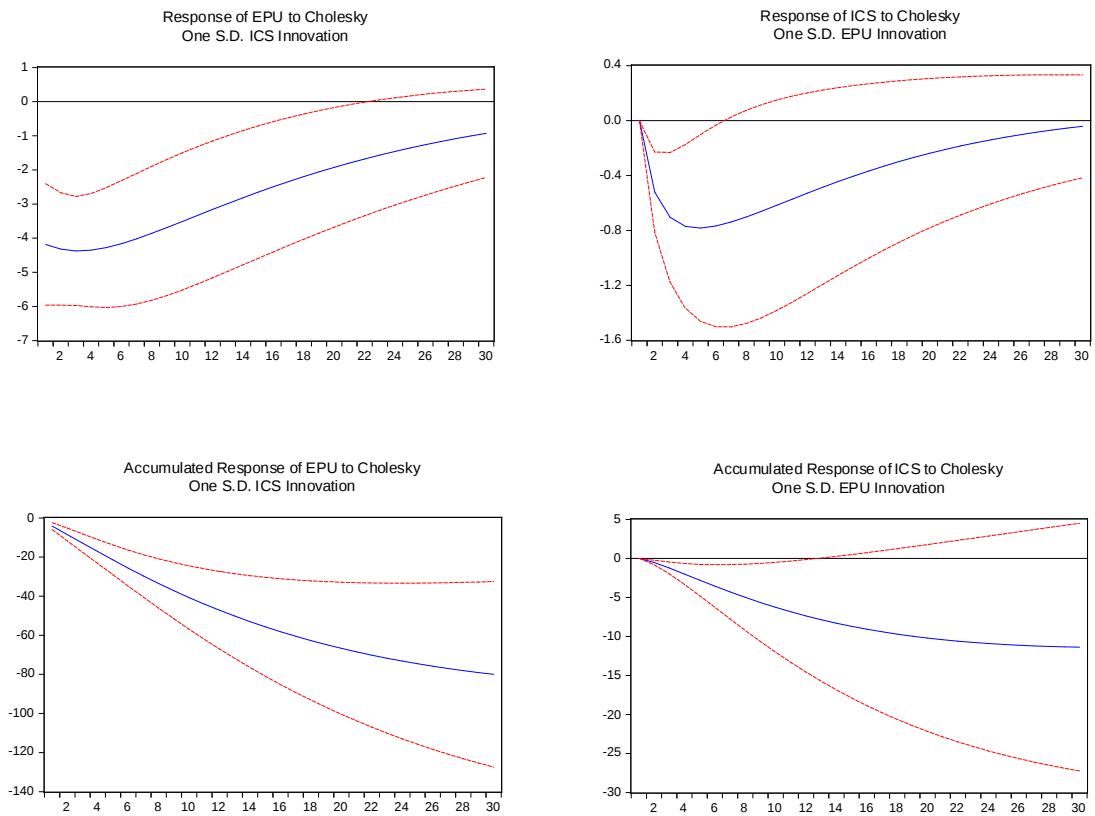 Response of EPU to Cholesky
One S.D. ICS Innovation
1
0
-1
-2
-3
-4
-5
-6
-7
2 4 6 8 10 12 14 16 18 20 22 24 26 28 30
Response of ICS to Cholesky
One S.D. EPU Innovation
0.4
0.0
-0.4
-0.8
-1.2
-1.6
2 4 6 8 10 12 14 16 18 20 22 24 26 28 30
Accumulated Response of EPU to Cholesky
One S.D. ICS Innovation
0
-20
-40
-60
-80
-100
-120
-140
2 4 6 8 10 12 14 16 18 20 22 24 26 28 30
Accumulated Response of ICS to Cholesky
One S.D. EPU Innovation
5
0
-5
-10
-15
-20
-25
-30
2 4 6 8 10 12 14 16 18 20 22 24 26 28 30